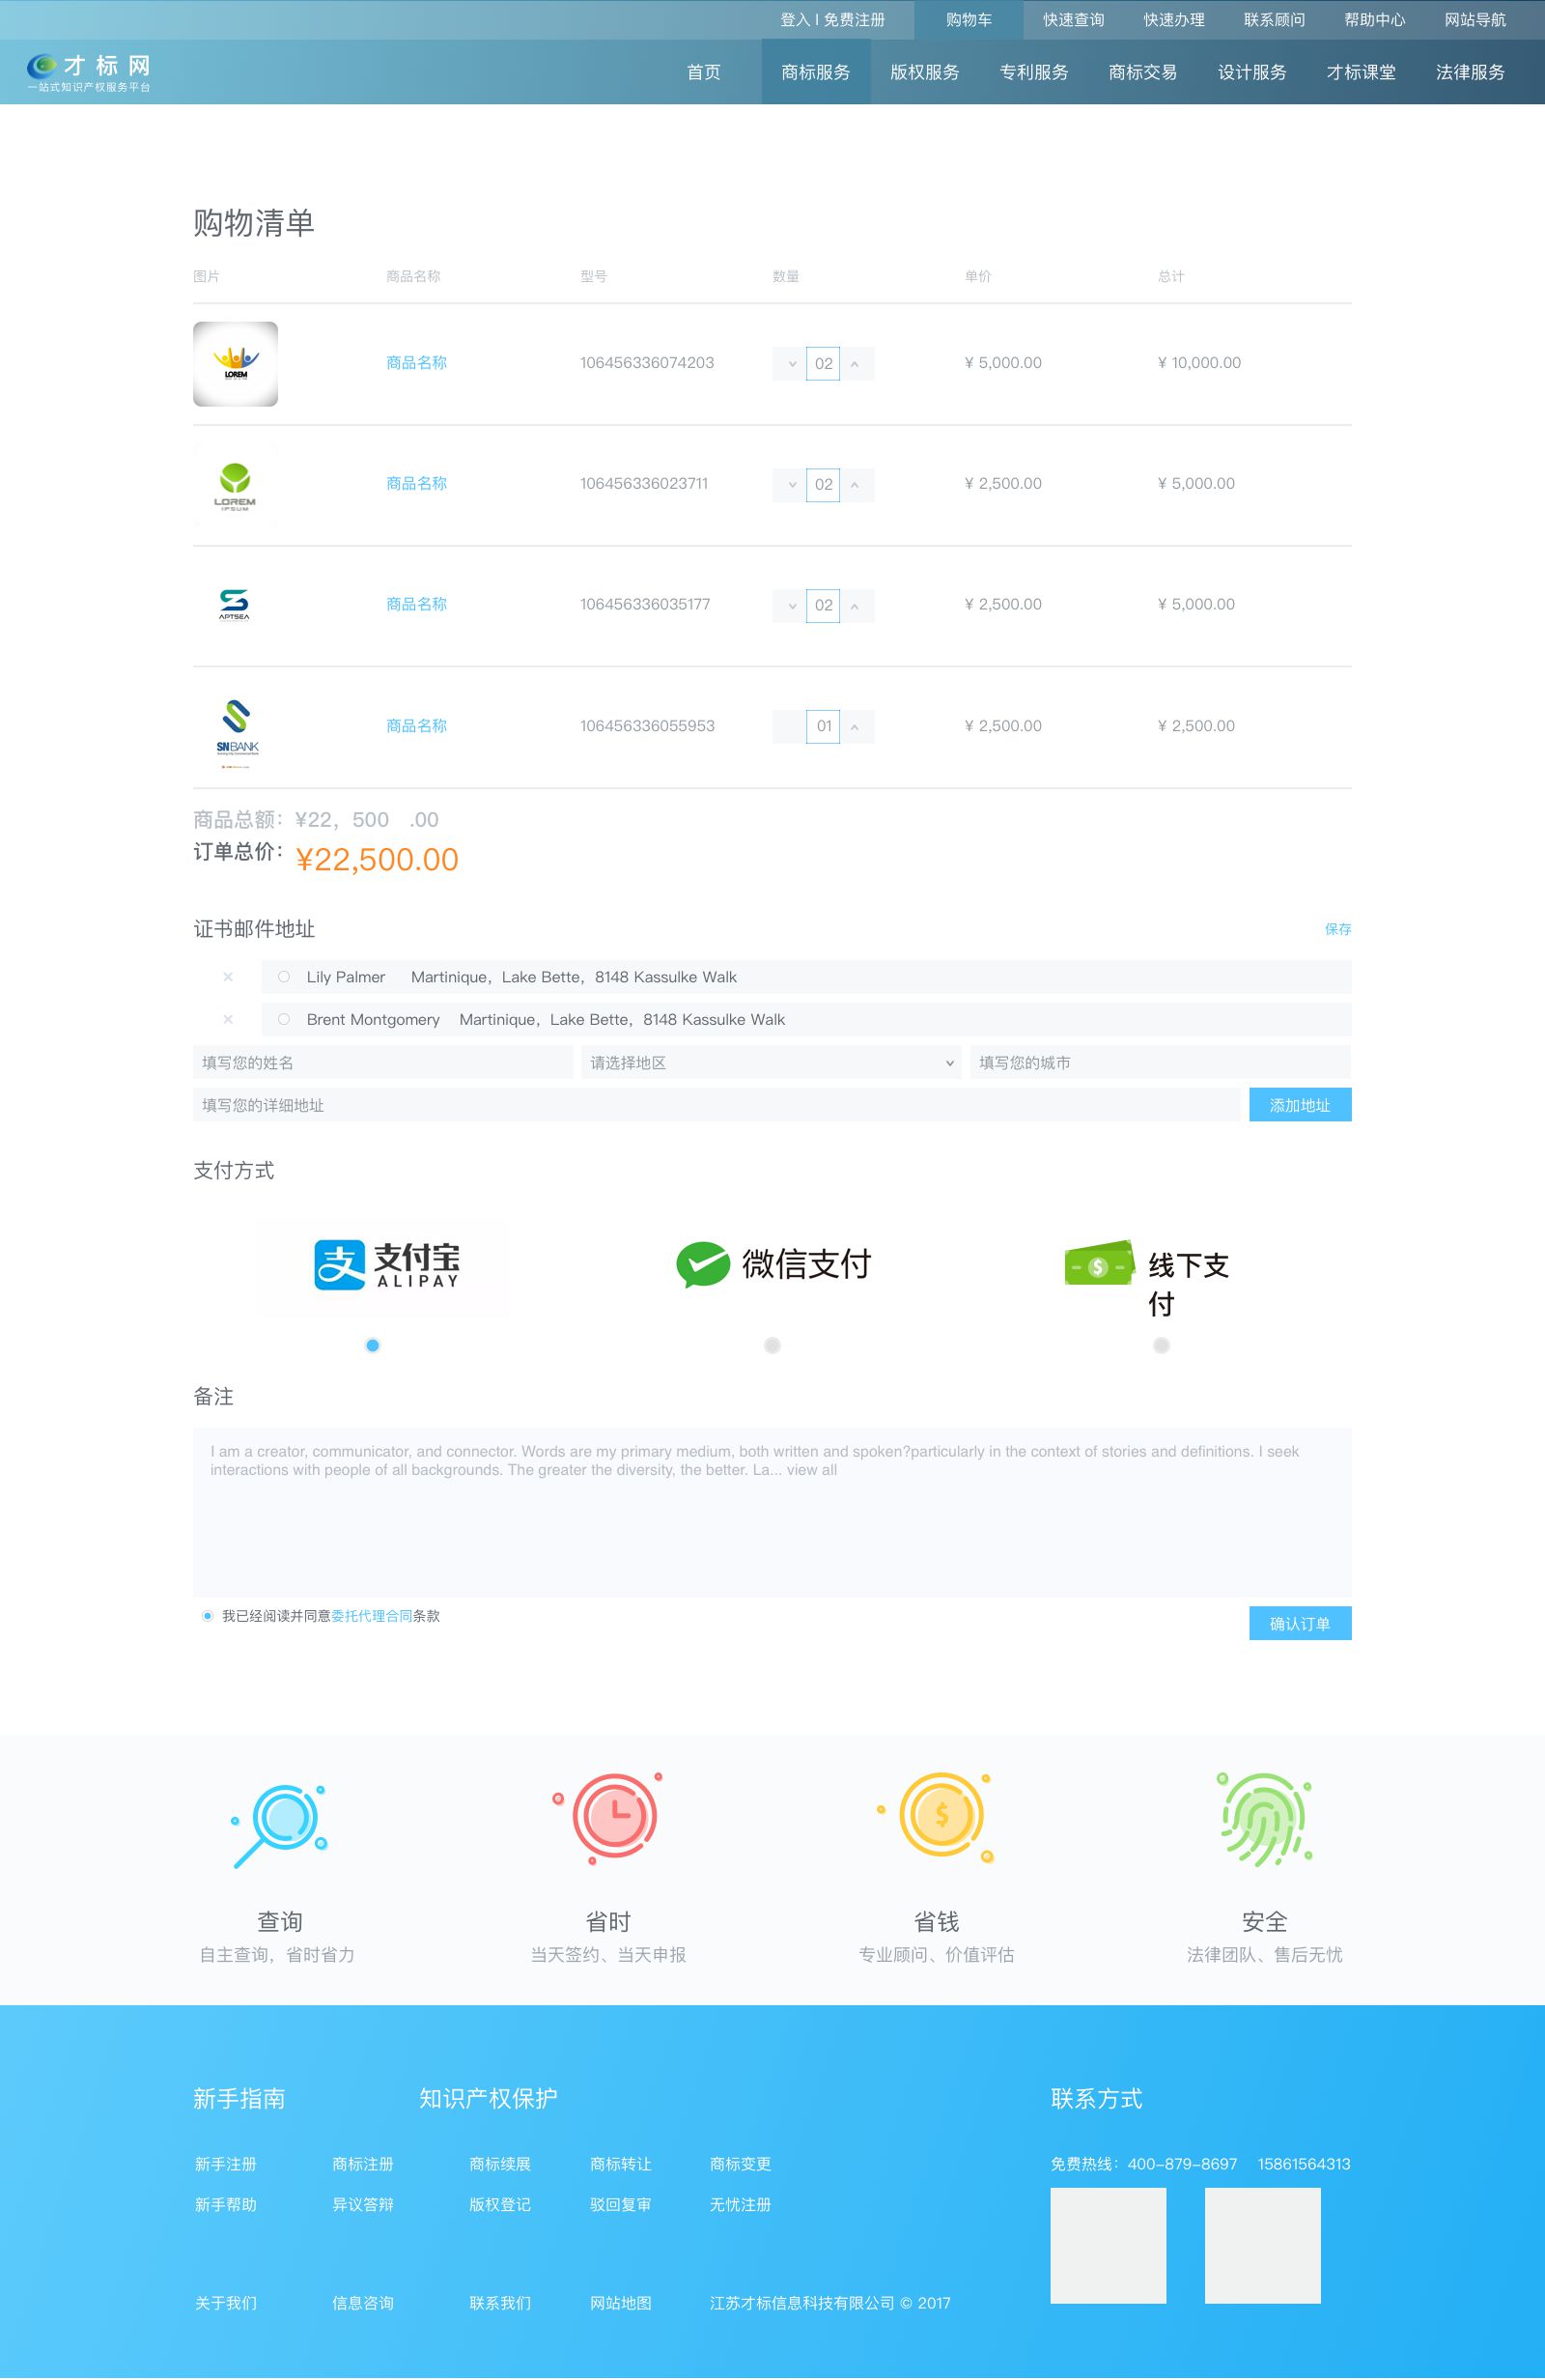 登入 | 免费注册 购物车 快速查询 快速办理 联系顾问 帮助中心 网站导航
才标网
一站式知识产权服务平台
首页 商标服务 版权服务 专利服务 商标交易 设计服务 才标课堂 法律服务
购物清单
图片 商品名称 型号 数量 单价 总计
LOREM
商品名称 106456336074203 02 ¥ 5,000.00 ¥ 10,000.00
LOREM
IPSUM
商品名称 106456336023711 02 ¥ 2,500.00 ¥ 5,000.00
APTSEA
商品名称 106456336035177 02 ¥ 2,500.00 ¥ 5,000.00
SNBANK
商品名称 106456336055953 01 ¥ 2,500.00 ¥ 2,500.00
商品总额：¥22，500 .00
订单总价：¥22,500.00
证书邮件地址 保存
Lily Palmer Martinique，Lake Bette，8148 Kassulke Walk
Brent Montgomery Martinique，Lake Bette，8148 Kassulke Walk
填写您的姓名 请选择地区 填写您的城市
填写您的详细地址 添加地址
支付方式
支 支付宝
ALIPAY
微信支付
线下支
付
备注
I am a creator, communicator, and connector. Words are my primary medium, both written and spoken?particularly in the context of stories and definitions. I seek
interactions with people of all backgrounds. The greater the diversity, the better. La... view all
我已经阅读并同意委托代理合同条款 确认订单
查询 省时 省钱 安全
自主查询，省时省力 当天签约、当天申报 专业顾问、价值评估 法律团队、售后无忧
新手指南 知识产权保护 联系方式
新手注册 商标注册 商标续展 商标转让 商标变更 免费热线：400-879-8697 15861564313
新手帮助 异议答辩 版权登记 驳回复审 无忧注册
关于我们 信息咨询 联系我们 网站地图 江苏才标信息科技有限公司 © 2017